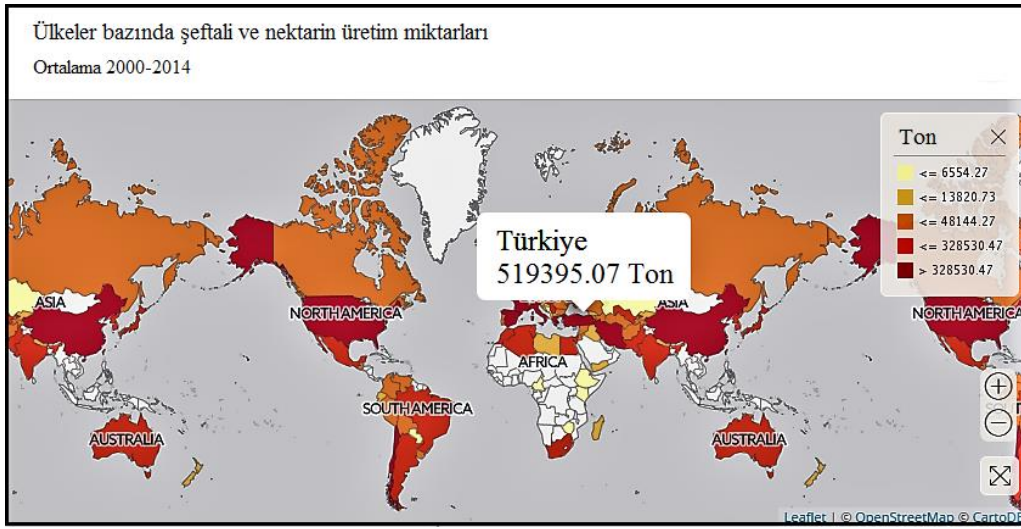 Ülkeler bazında şeftali ve nektarin üretim miktarları
Ortalama 2000-2014
Ton
<= 6554.27
<= 13820.73
<= 48144.27
<= 328530.47
> 328530.47
Türkiye
519395.07 Ton
ASIA
NORTH AMERICA
ASIA
NORTH AMERICA
AFRICA
SOUTH AMERICA
AUSTRALIA
AUSTRALIA
Leaflet | © OpenStreetMap © CartoDB